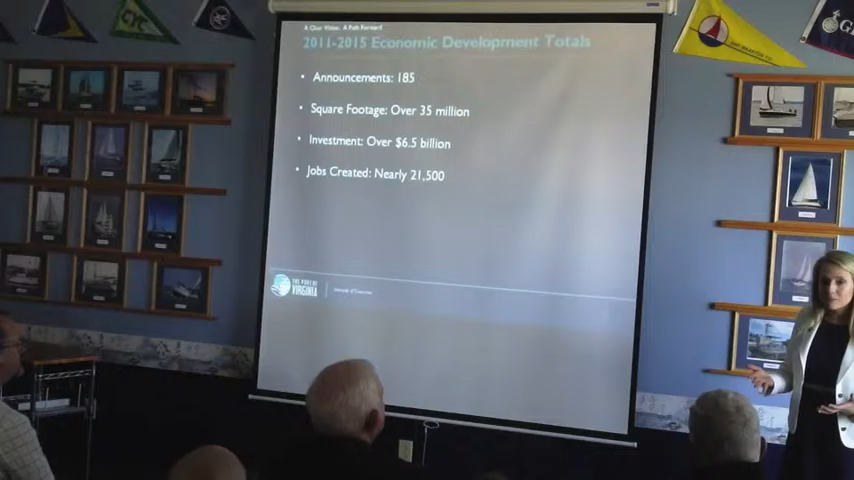 CYC
A Clear Vision. A Path Forward
2011-2015 Economic Development Totals
• Announcements: 185
• Square Footage: Over 35 million
• Investment: Over $6.5 billion
• Jobs Created: Nearly 21,500
THE PORT OF
VIRGINIA